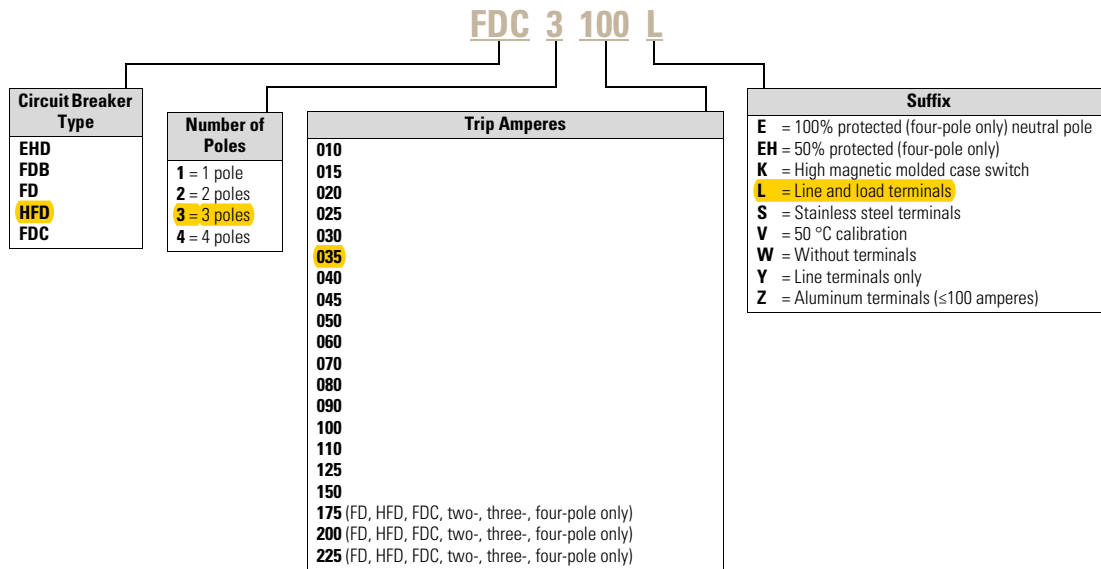 FDC 3 100 L
Circuit Breaker
Type
EHD
FDB
FD
HFD
FDC
Number of
Poles
1 = 1 pole
2 = 2 poles
3 = 3 poles
4 = 4 poles
Trip Amperes
010
015
020
025
030
035
040
045
050
060
070
080
090
100
110
125
150
175 (FD, HFD, FDC, two-, three-, four-pole only)
200 (FD, HFD, FDC, two-, three-, four-pole only)
225 (FD, HFD, FDC, two-, three-, four-pole only)
Suffix
E = 100% protected (four-pole only) neutral pole
EH = 50% protected (four-pole only)
K = High magnetic molded case switch
L = Line and load terminals
S = Stainless steel terminals
V = 50 °C calibration
W = Without terminals
Y = Line terminals only
Z = Aluminum terminals (≤100 amperes)